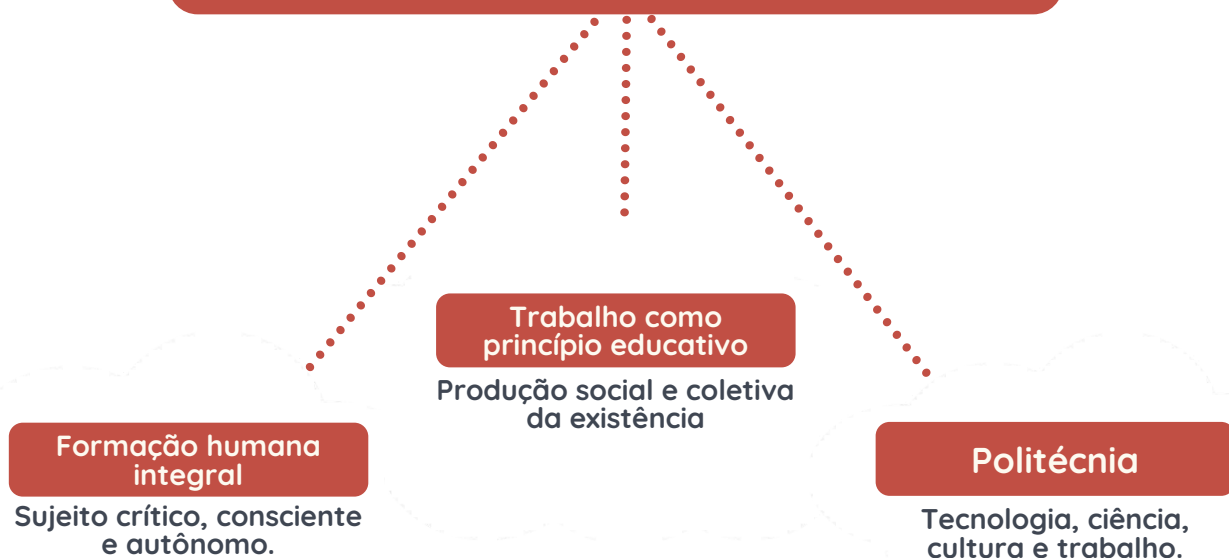 Trabalho como
princípio educativo
Produção social e coletiva
da existência
Formação humana
integral
Sujeito crítico, consciente
e autônomo.
Politécnia
Tecnologia, ciência,
cultura e trabalho.